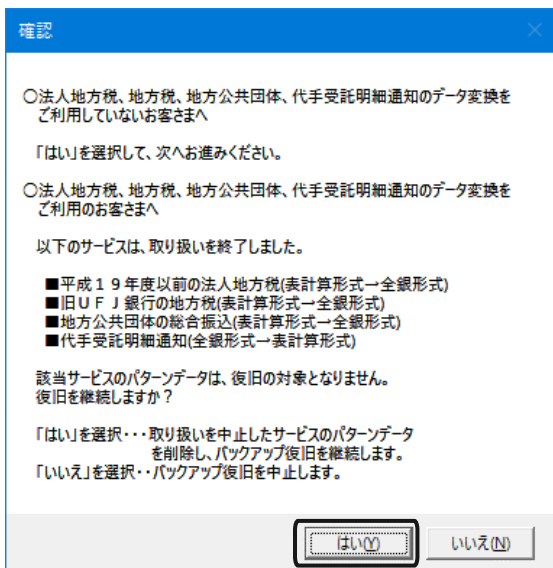 確認
○法人地方税、地方税、地方公共団体、代手受託明細通知のデータ変換を
ご利用していないお客さまへ
「はい」を選択して、次へお進みください。
○法人地方税、地方税、地方公共団体、代手受託明細通知のデータ変換を
ご利用のお客さまへ
以下のサービスは、取り扱いを終了しました。
■平成１９年度以前の法人地方税(表計算形式→全銀形式)
■旧ＵＦＪ銀行の地方税(表計算形式→全銀形式)
■地方公共団体の総合振込(表計算形式→全銀形式)
■代手受託明細通知(全銀形式→表計算形式)
該当サービスのパターンデータは、復旧の対象となりません。
復旧を継続しますか？
「はい」を選択・・・取り扱いを中止したサービスのパターンデータ
を削除し、バックアップ復旧を継続します。
「いいえ」を選択・・バックアップ復旧を中止します。
はい(Y) いいえ(N)